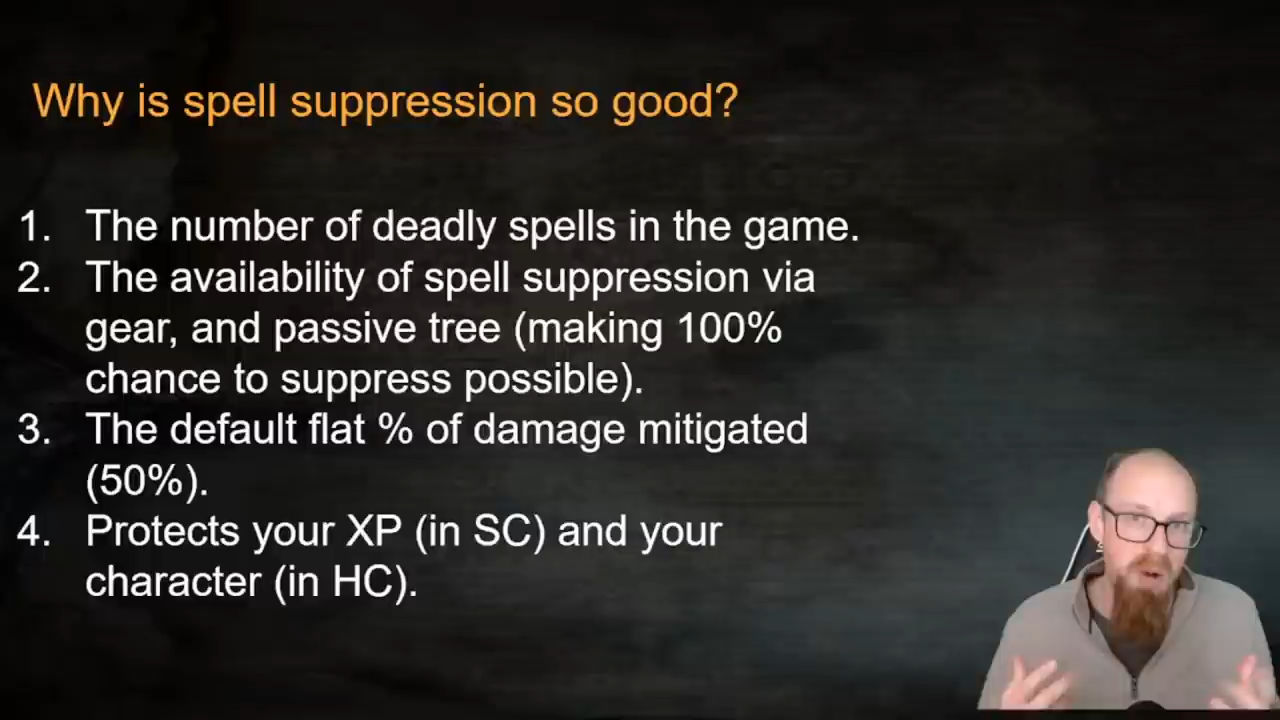 Why is spell suppression so good?
1. The number of deadly spells in the game.
2. The availability of spell suppression via
gear, and passive tree (making 100%
chance to suppress possible).
3. The default flat % of damage mitigated
(50%).
4. Protects your XP (in SC) and your
character (in HC).